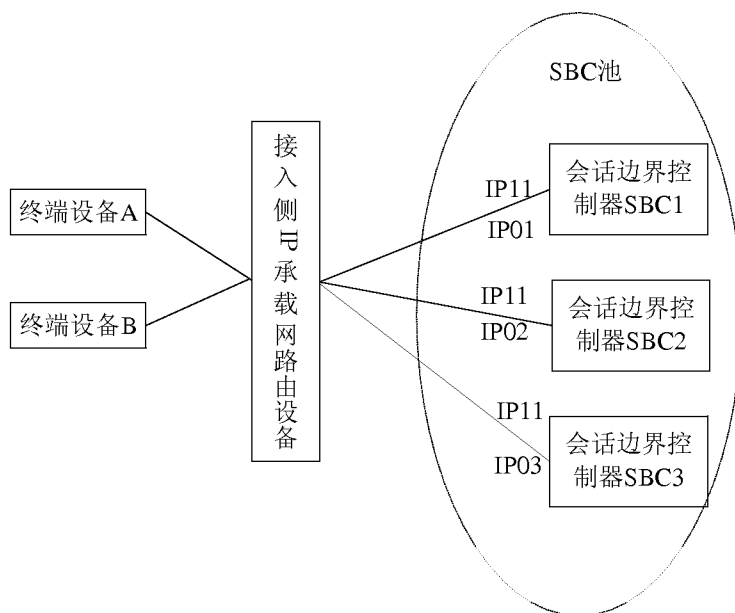 SBC池
终端设备A
终端设备B
接入侧IP承载网路由设备
IP11
IP01
会话边界控
制器SBC1
IP11
IP02
会话边界控
制器SBC2
IP11
IP03
会话边界控
制器SBC3